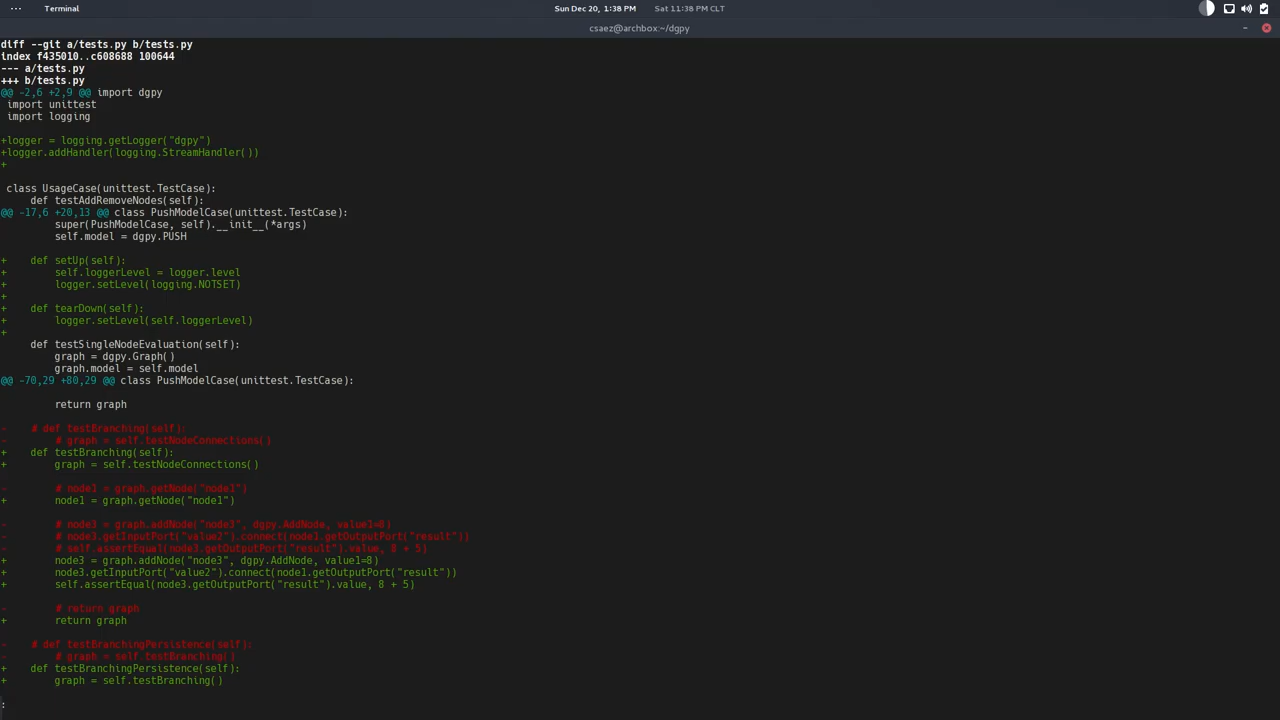 Terminal
Sun Dec 20, 1:38 PM
Sat 11:38 PM CLT
csaez@archbox:~/dgpy
diff --git a/tests.py b/tests.py
index f435010..c608688 100644
--- a/tests.py
+++ b/tests.py
@@ -2,6 +2,9 @@ import dgpy
 import unittest
 import logging

+logger = logging.getLogger("dgpy")
+logger.addHandler(logging.StreamHandler())
+

 class UsageCase(unittest.TestCase):
     def testAddRemoveNodes(self):
@@ -17,6 +20,13 @@ class PushModelCase(unittest.TestCase):
         super(PushModelCase, self).__init__(*args)
         self.model = dgpy.PUSH

+    def setUp(self):
+        self.loggerLevel = logger.level
+        logger.setLevel(logging.NOTSET)
+
+    def tearDown(self):
+        logger.setLevel(self.loggerLevel)
+
     def testSingleNodeEvaluation(self):
         graph = dgpy.Graph()
         graph.model = self.model
@@ -70,29 +80,29 @@ class PushModelCase(unittest.TestCase):

         return graph

-    # def testBranching(self):
-        # graph = self.testNodeConnections()
+    def testBranching(self):
+        graph = self.testNodeConnections()

-        # node1 = graph.getNode("node1")
+        node1 = graph.getNode("node1")

-        # node3 = graph.addNode("node3", dgpy.AddNode, value1=8)
-        # node3.getInputPort("value2").connect(node1.getOutputPort("result"))
-        # self.assertEqual(node3.getOutputPort("result").value, 8 + 5)
+        node3 = graph.addNode("node3", dgpy.AddNode, value1=8)
+        node3.getInputPort("value2").connect(node1.getOutputPort("result"))
+        self.assertEqual(node3.getOutputPort("result").value, 8 + 5)

-        # return graph
+        return graph

-    # def testBranchingPersistence(self):
-        # graph = self.testBranching()
+    def testBranchingPersistence(self):
+        graph = self.testBranching()

: